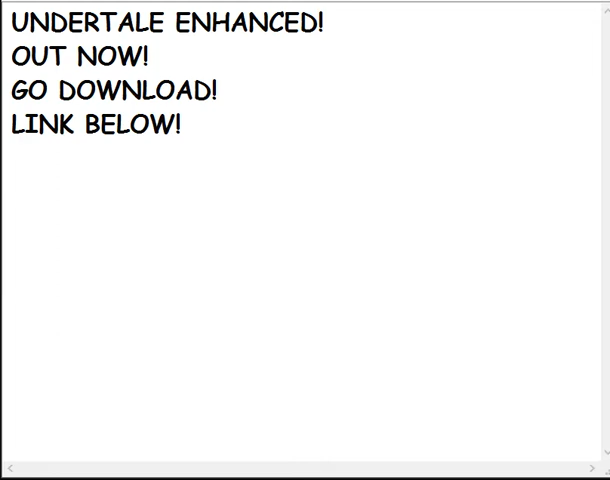 UNDERTALE ENHANCED!
OUT NOW!
GO DOWNLOAD!
LINK BELOW!